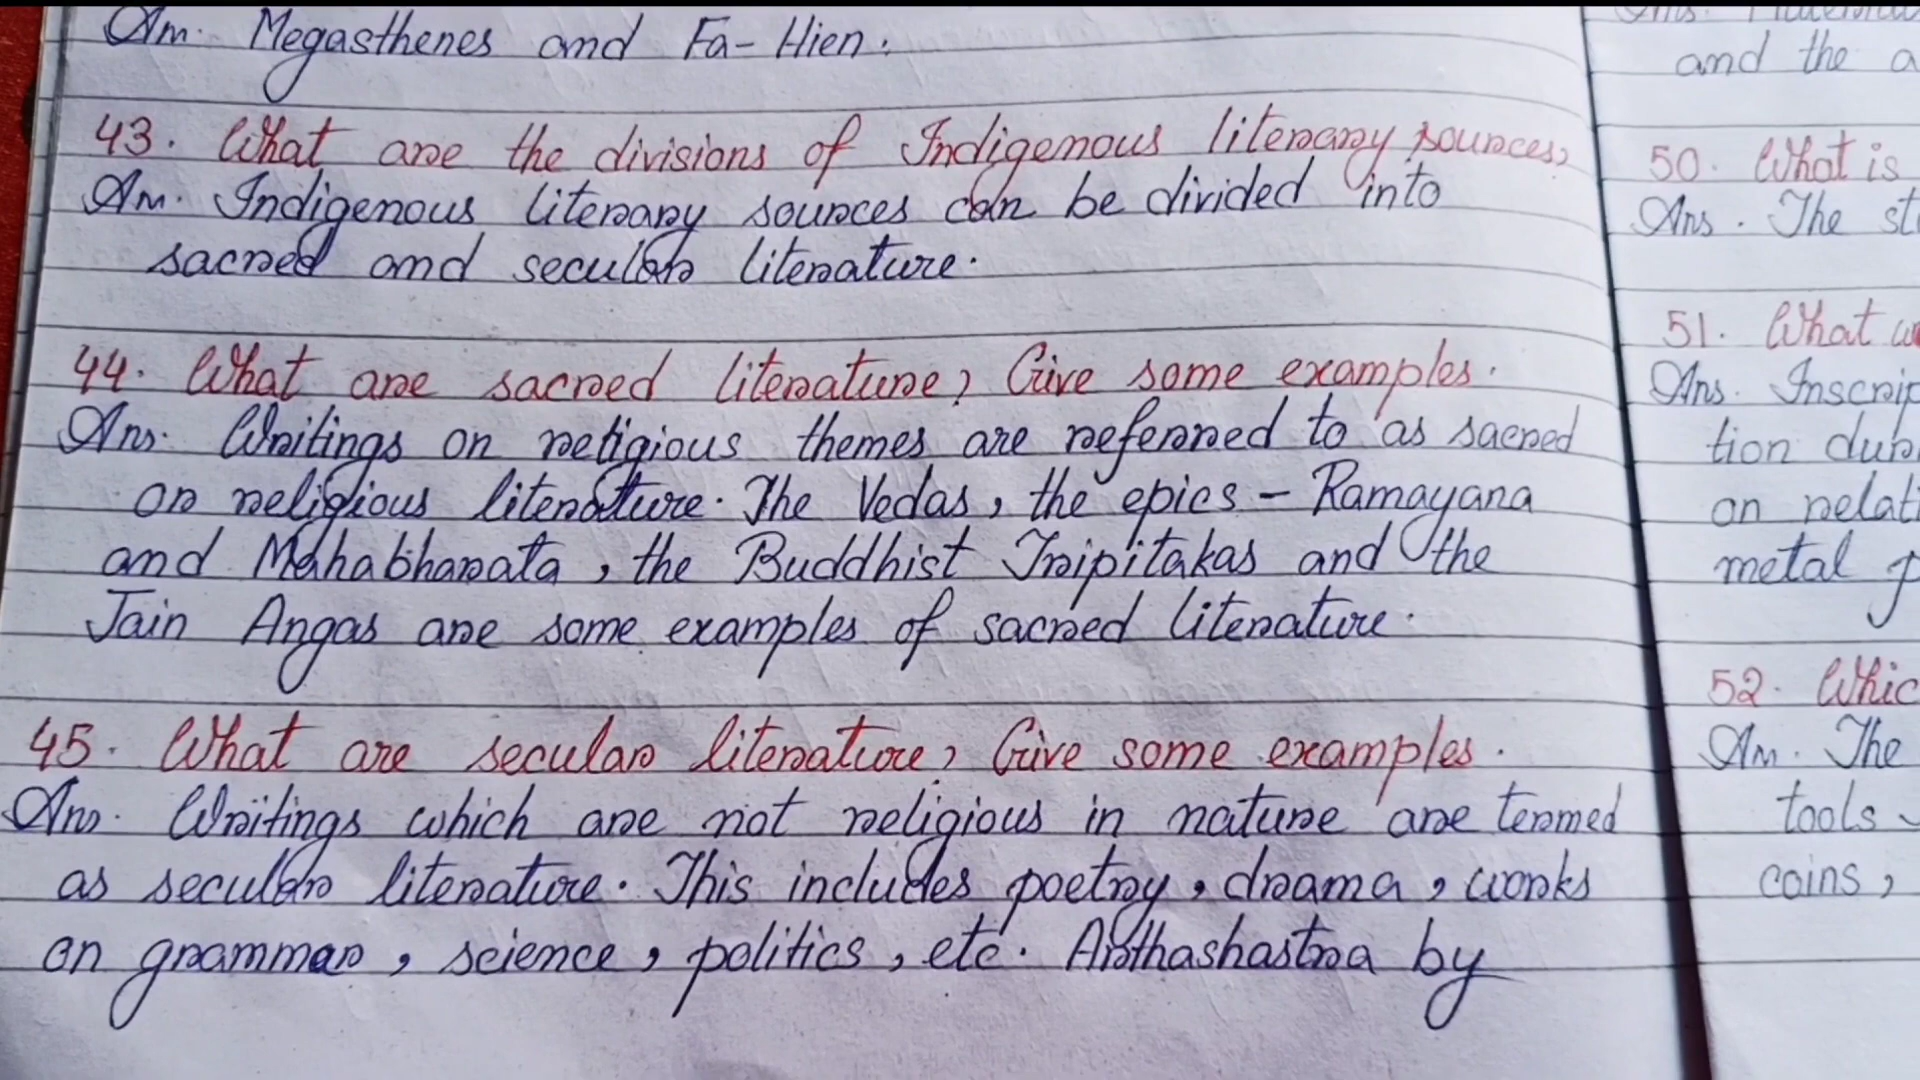 Ans. Megasthenes and Fa-Hien.
43. What are the divisions of Indigenous literary sources?
Ans. Indigenous literary sources can be divided into
sacred and secular literature.
44. What are sacred literature? Give some examples.
Ans. Writings on religious themes are referred to as sacred
or religious literature. The Vedas, the epics - Ramayana
and Mahabharata, the Buddhist Tripitakas and the
Jain Angas are some examples of sacred literature.
45. What are secular literature? Give some examples.
Ans. Writings which are not religious in nature are termed
as secular literature. This includes poetry, drama, works
on grammar, science, politics, etc. Arthashastra by
and the a
50. What is
Ans. The st
51. What
Ans. Inscrip
tion
on relati
metal
52. Whic
Ans. The
tools
coins,